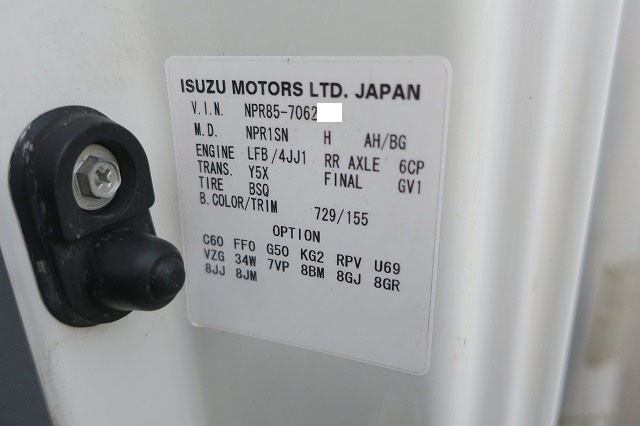 ISUZU MOTORS LTD. JAPAN
V.I.N. NPR85-7062
M.D. NPR1SN H AH/BG
ENGINE LFB/4JJ1 RR AXLE 6CP
TRANS. Y5X FINAL GV1
TIRE BSQ
B.COLOR/TRIM 729/155
OPTION
C60 FF0 G50 KG2 RPV U69
VZG 34W 7VP 8BM 8GJ 8GR
8JJ 8JM